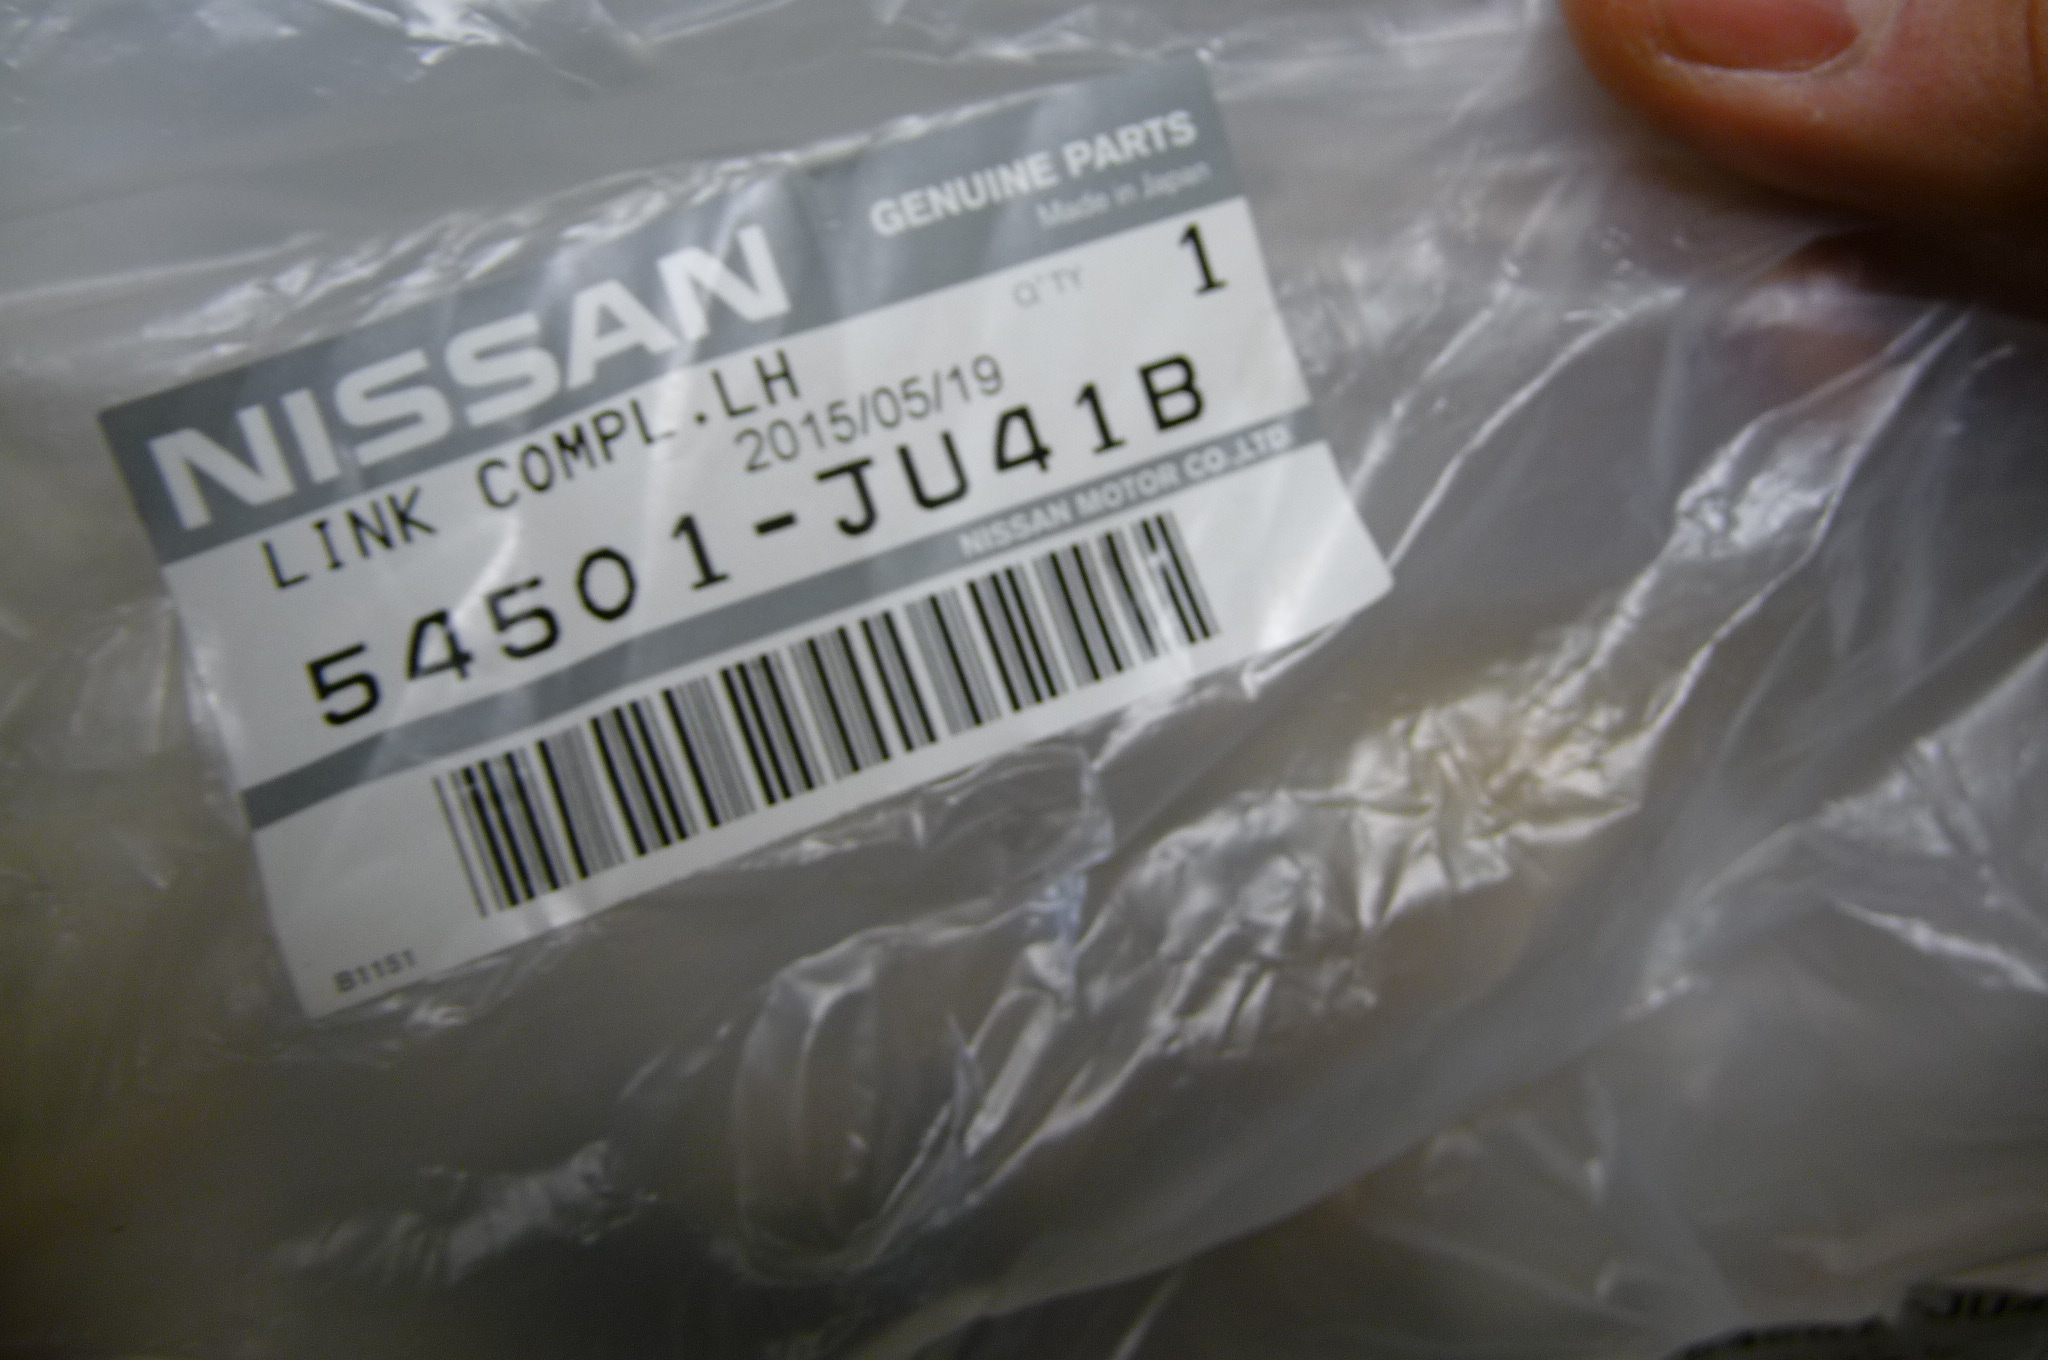 NISSAN
GENUINE PARTS
Made in Japan
Q'TY 1
LINK COMPL.LH
2015/05/19
54501-JU41B
NISSAN MOTOR CO.,LTD.
B1151